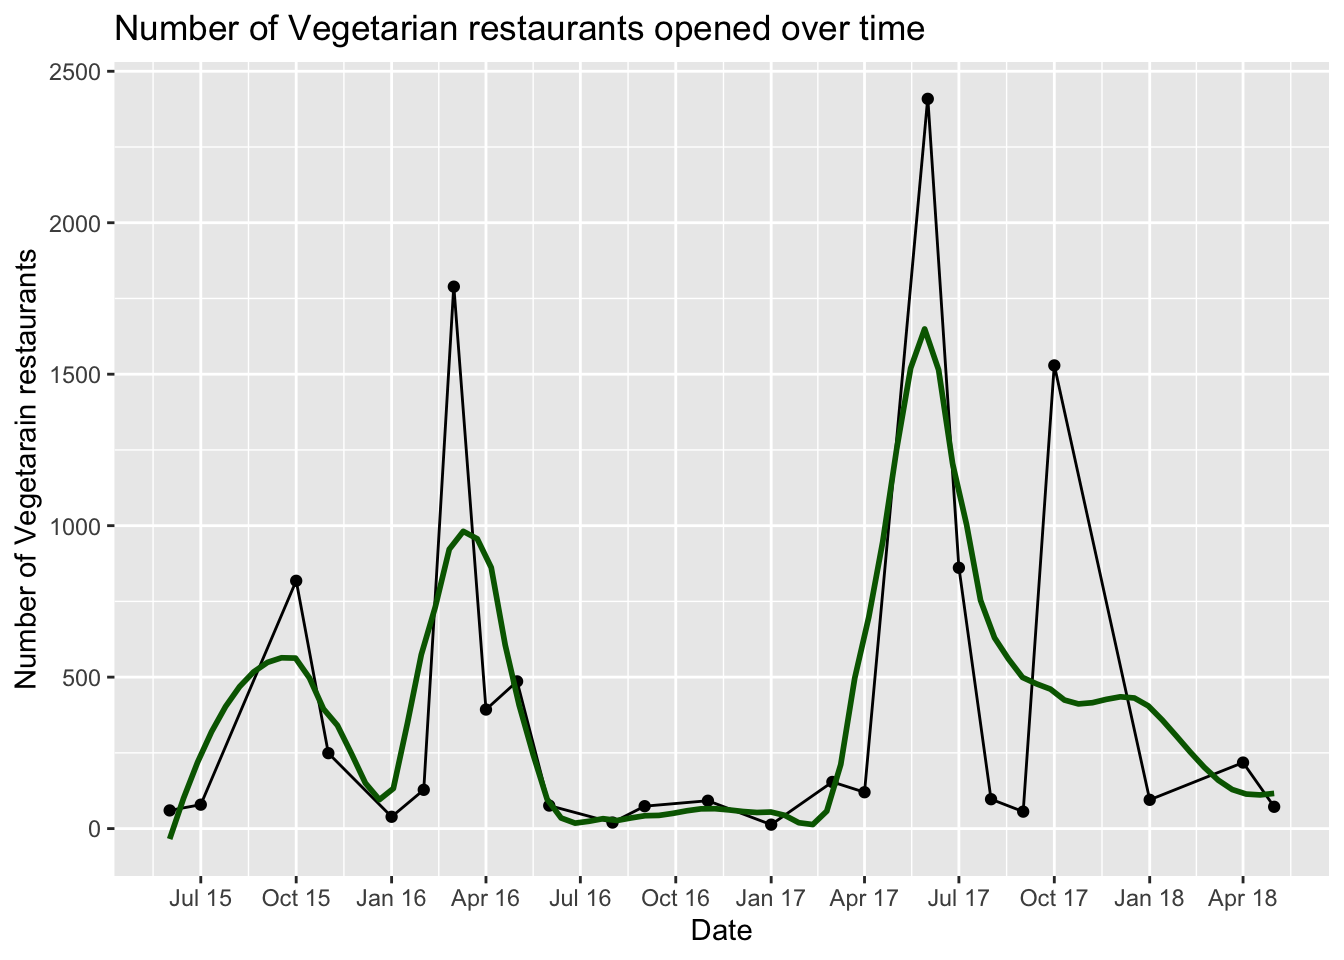 Number of Vegetarian restaurants opened over time
2500
2000
1500
1000
500
0
Number of Vegetarain restaurants
Jul 15 Oct 15 Jan 16 Apr 16 Jul 16 Oct 16 Jan 17 Apr 17 Jul 17 Oct 17 Jan 18 Apr 18
Date